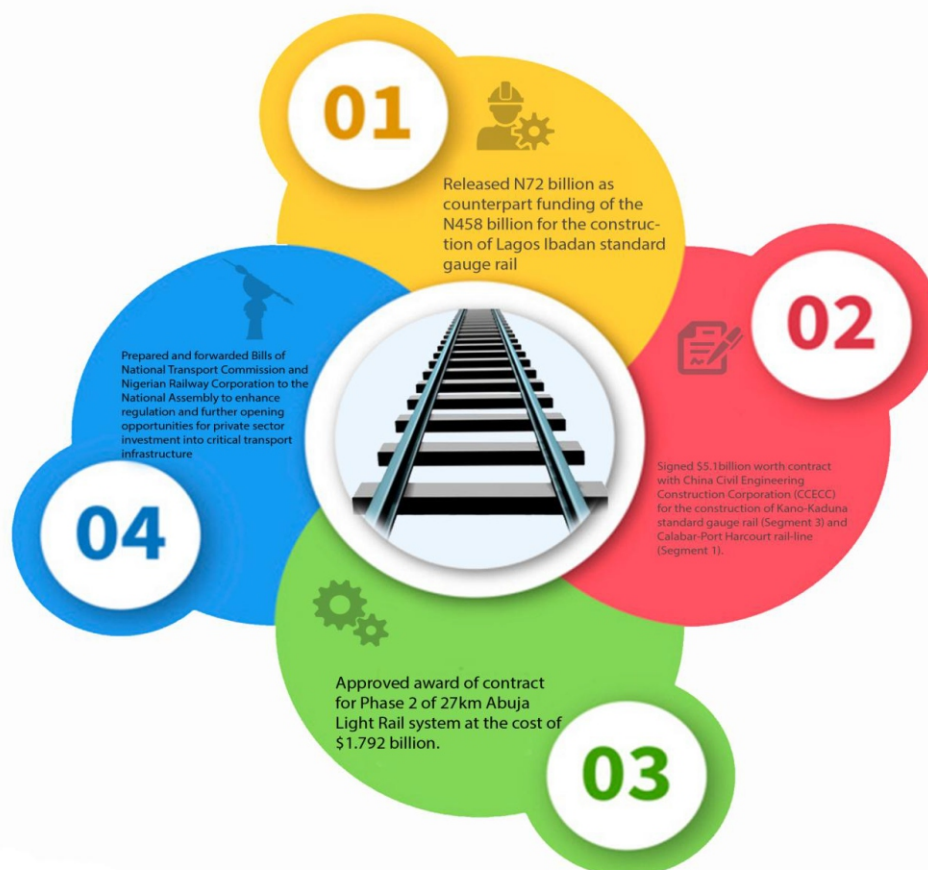 01
Released N72 billion as
counterpart funding of the
N458 billion for the construc-
tion of Lagos Ibadan standard
gauge rail
02
Signed $5.1billion worth contract
with China Civil Engineering
Construction Corporation (CCECC)
for the construction of Kano-Kaduna
standard gauge rail (Segment 3) and
Calabar-Port Harcourt rail-line
(Segment 1).
03
Approved award of contract
for Phase 2 of 27km Abuja
Light Rail system at the cost of
$1.792 billion.
04
Prepared and forwarded Bills of
National Transport Commission and
Nigerian Railway Corporation to the
National Assembly to enhance
regulation and further opening
opportunities for private sector
investment into critical transport
infrastructure